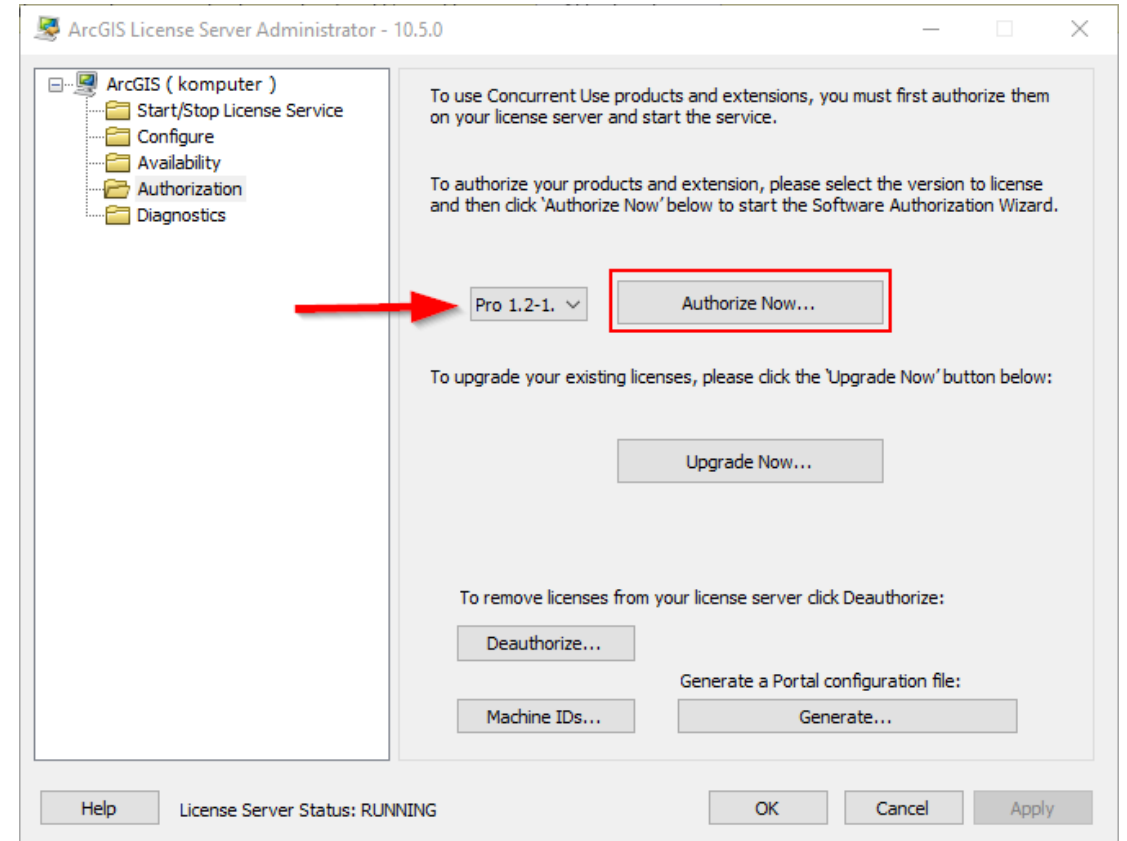 ArcGIS License Server Administrator - 10.5.0
ArcGIS ( komputer )
Start/Stop License Service
Configure
Availability
Authorization
Diagnostics
To use Concurrent Use products and extensions, you must first authorize them
on your license server and start the service.
To authorize your products and extension, please select the version to license
and then click `Authorize Now´ below to start the Software Authorization Wizard.
Pro 1.2-1.
Authorize Now...
To upgrade your existing licenses, please click the `Upgrade Now´ button below:
Upgrade Now...
To remove licenses from your license server click Deauthorize:
Deauthorize...
Generate a Portal configuration file:
Machine IDs...
Generate...
Help
License Server Status: RUNNING
OK
Cancel
Apply